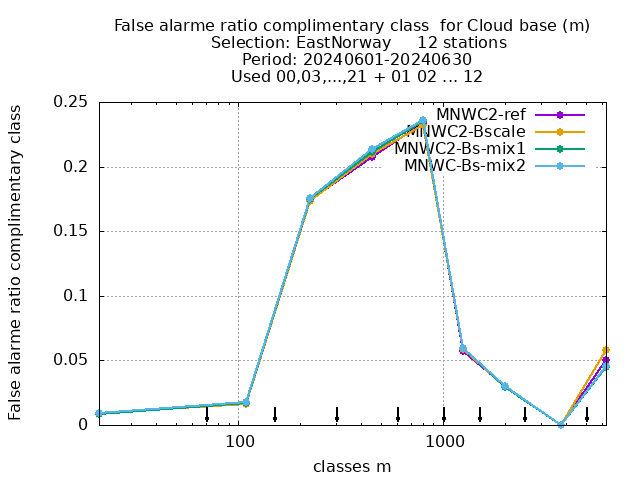 False alarme ratio complimentary class  for Cloud base (m)
Selection: EastNorway     12 stations
Period: 20240601-20240630
Used 00,03,...,21 + 01 02 ... 12
False alarme ratio complimentary class
0.25
0.2
0.15
0.1
0.05
0
MNWC2-ref
MNWC2-Bscale
MNWC2-Bs-mix1
MNWC-Bs-mix2
100
1000
classes m